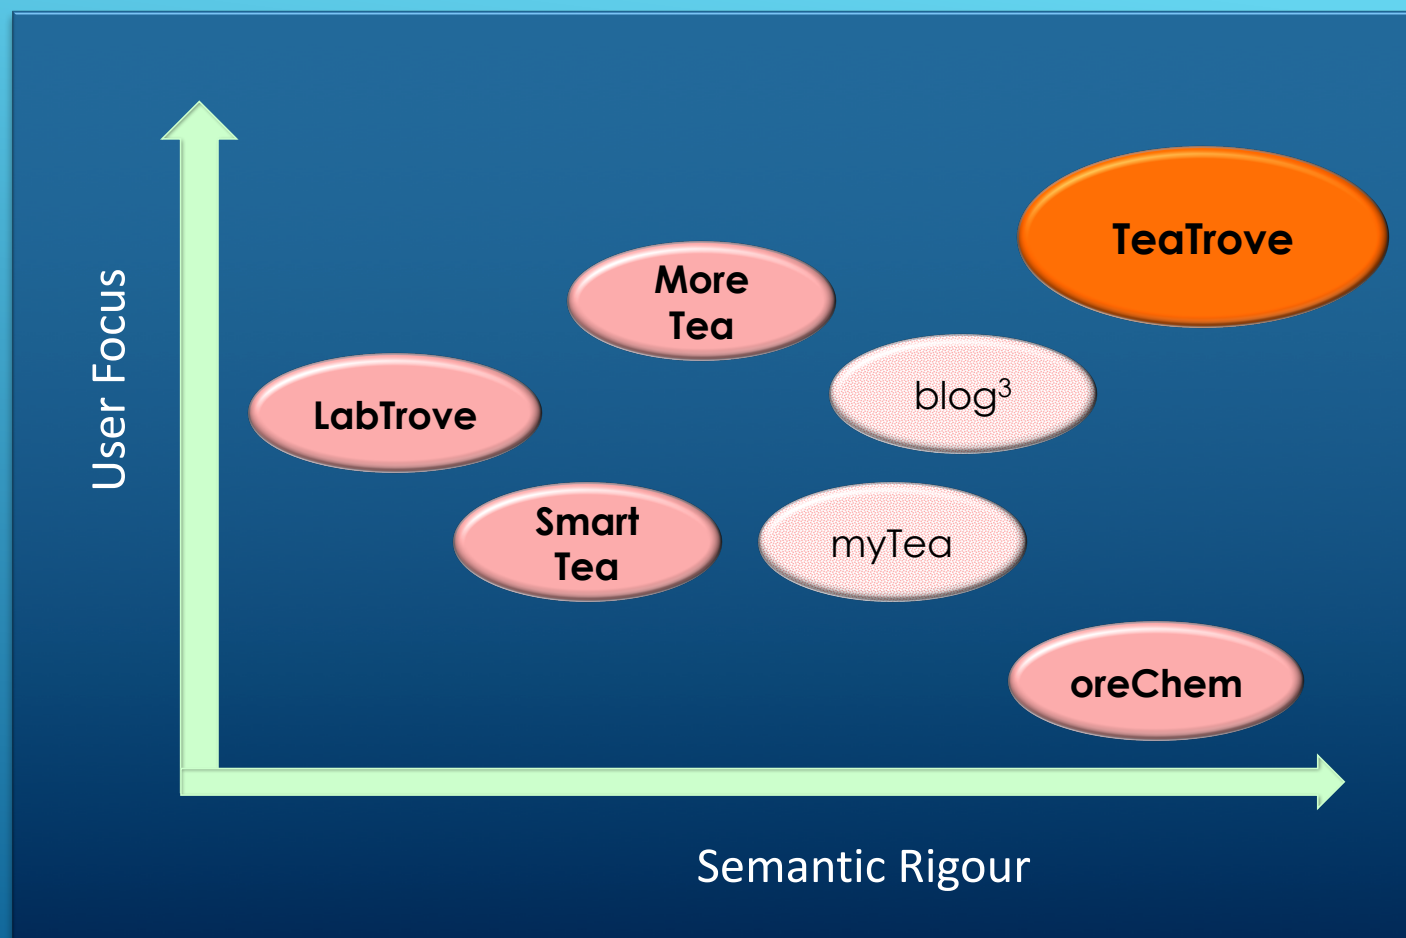 TeaTrove
More
Tea
User Focus
blog³
LabTrove
Smart
Tea
myTea
oreChem
Semantic Rigour